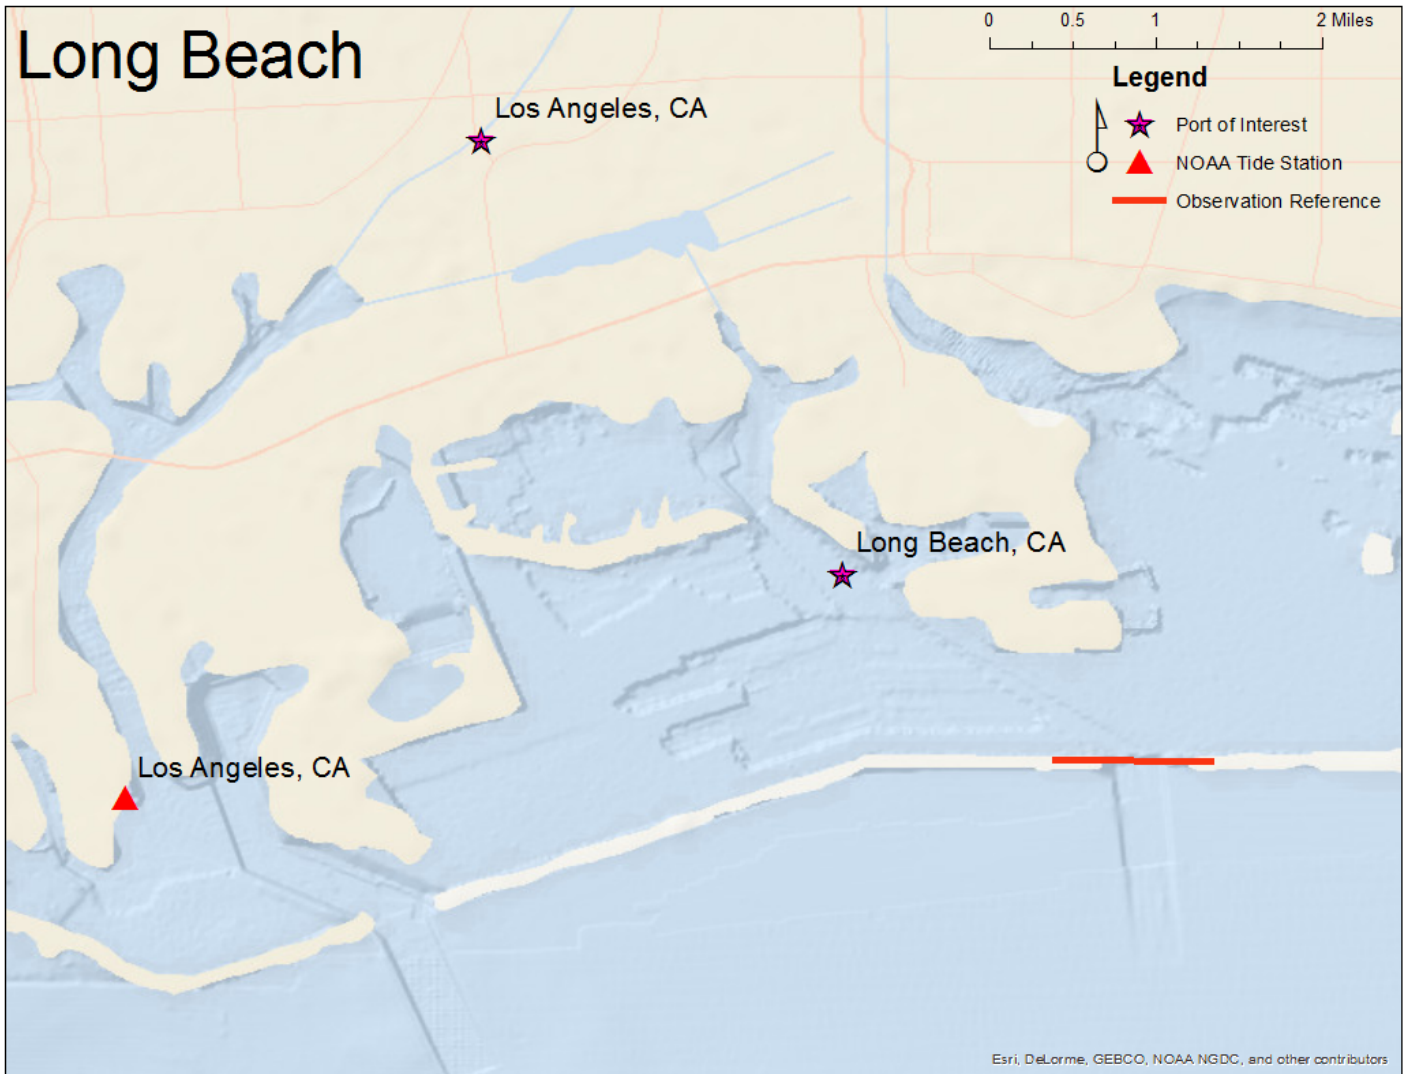 Long Beach
0 0.5 1 2 Miles
Legend
Port of Interest
NOAA Tide Station
Observation Reference
Los Angeles, CA
Long Beach, CA
Los Angeles, CA
Esri, DeLorme, GEBCO, NOAA NGDC, and other contributors